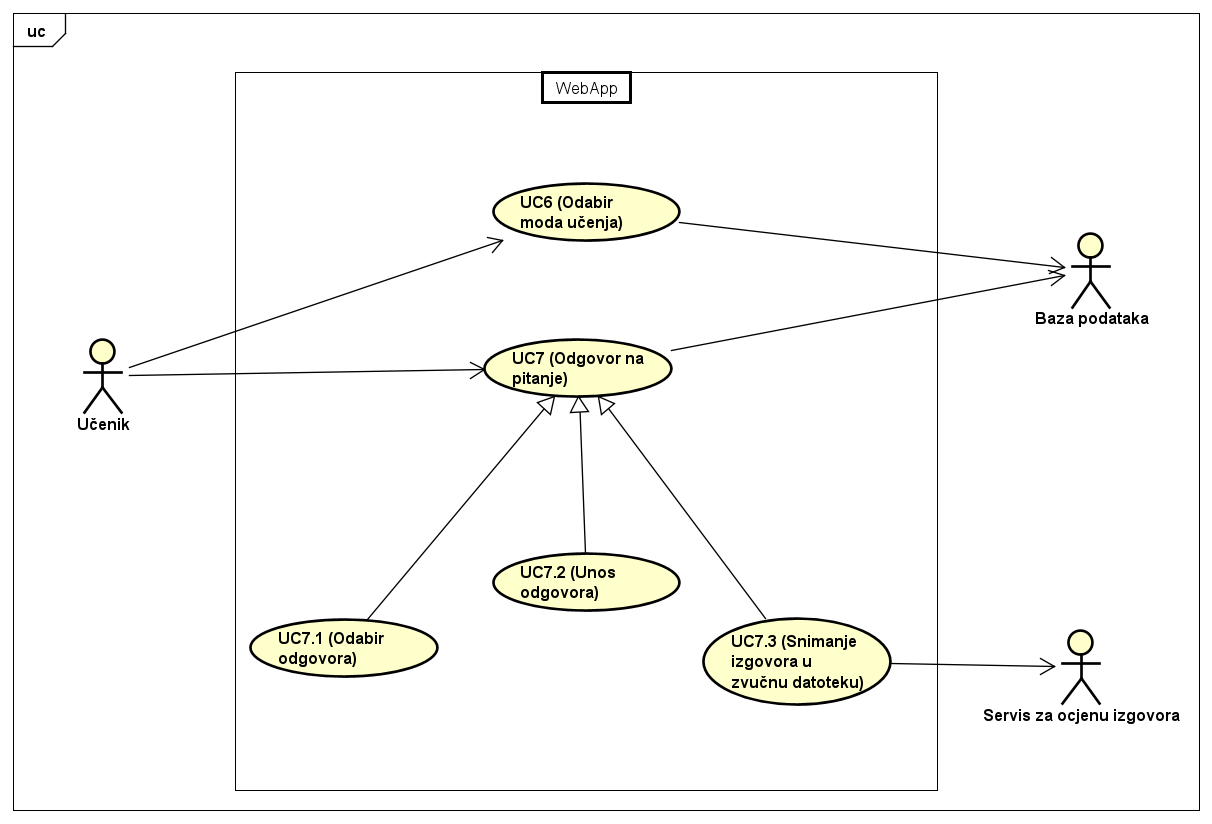 uc
WebApp
UC6 (Odabir
moda učenja)
Baza podataka
UC7 (Odgovor na
pitanje)
Učenik
UC7.2 (Unos
odgovora)
UC7.1 (Odabir
odgovora)
UC7.3 (Snimanje
izgovora u
zvučnu datoteku)
Servis za ocjenu izgovora